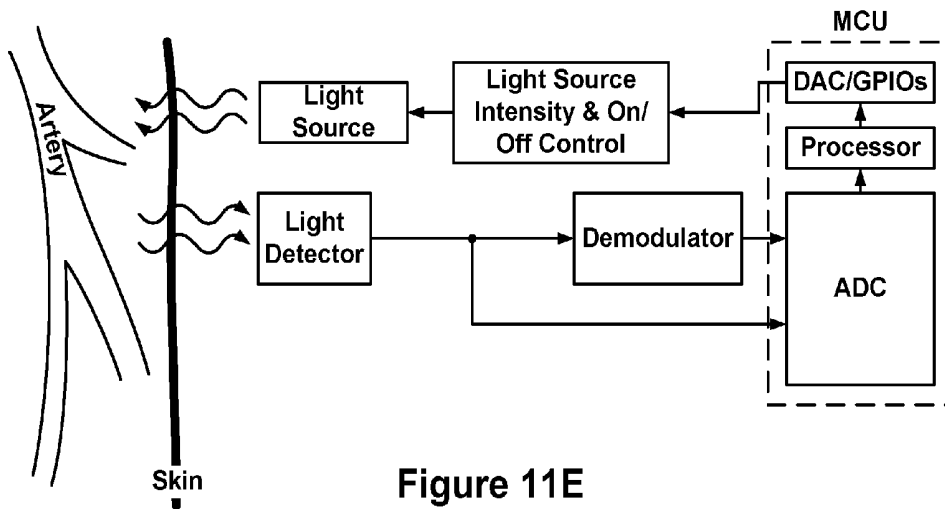 MCU
Artery
Light
Source
Light Source
Intensity & On/
Off Control
DAC/GPIOs
Processor
Light
Detector
Demodulator
ADC
Skin
Figure 11E